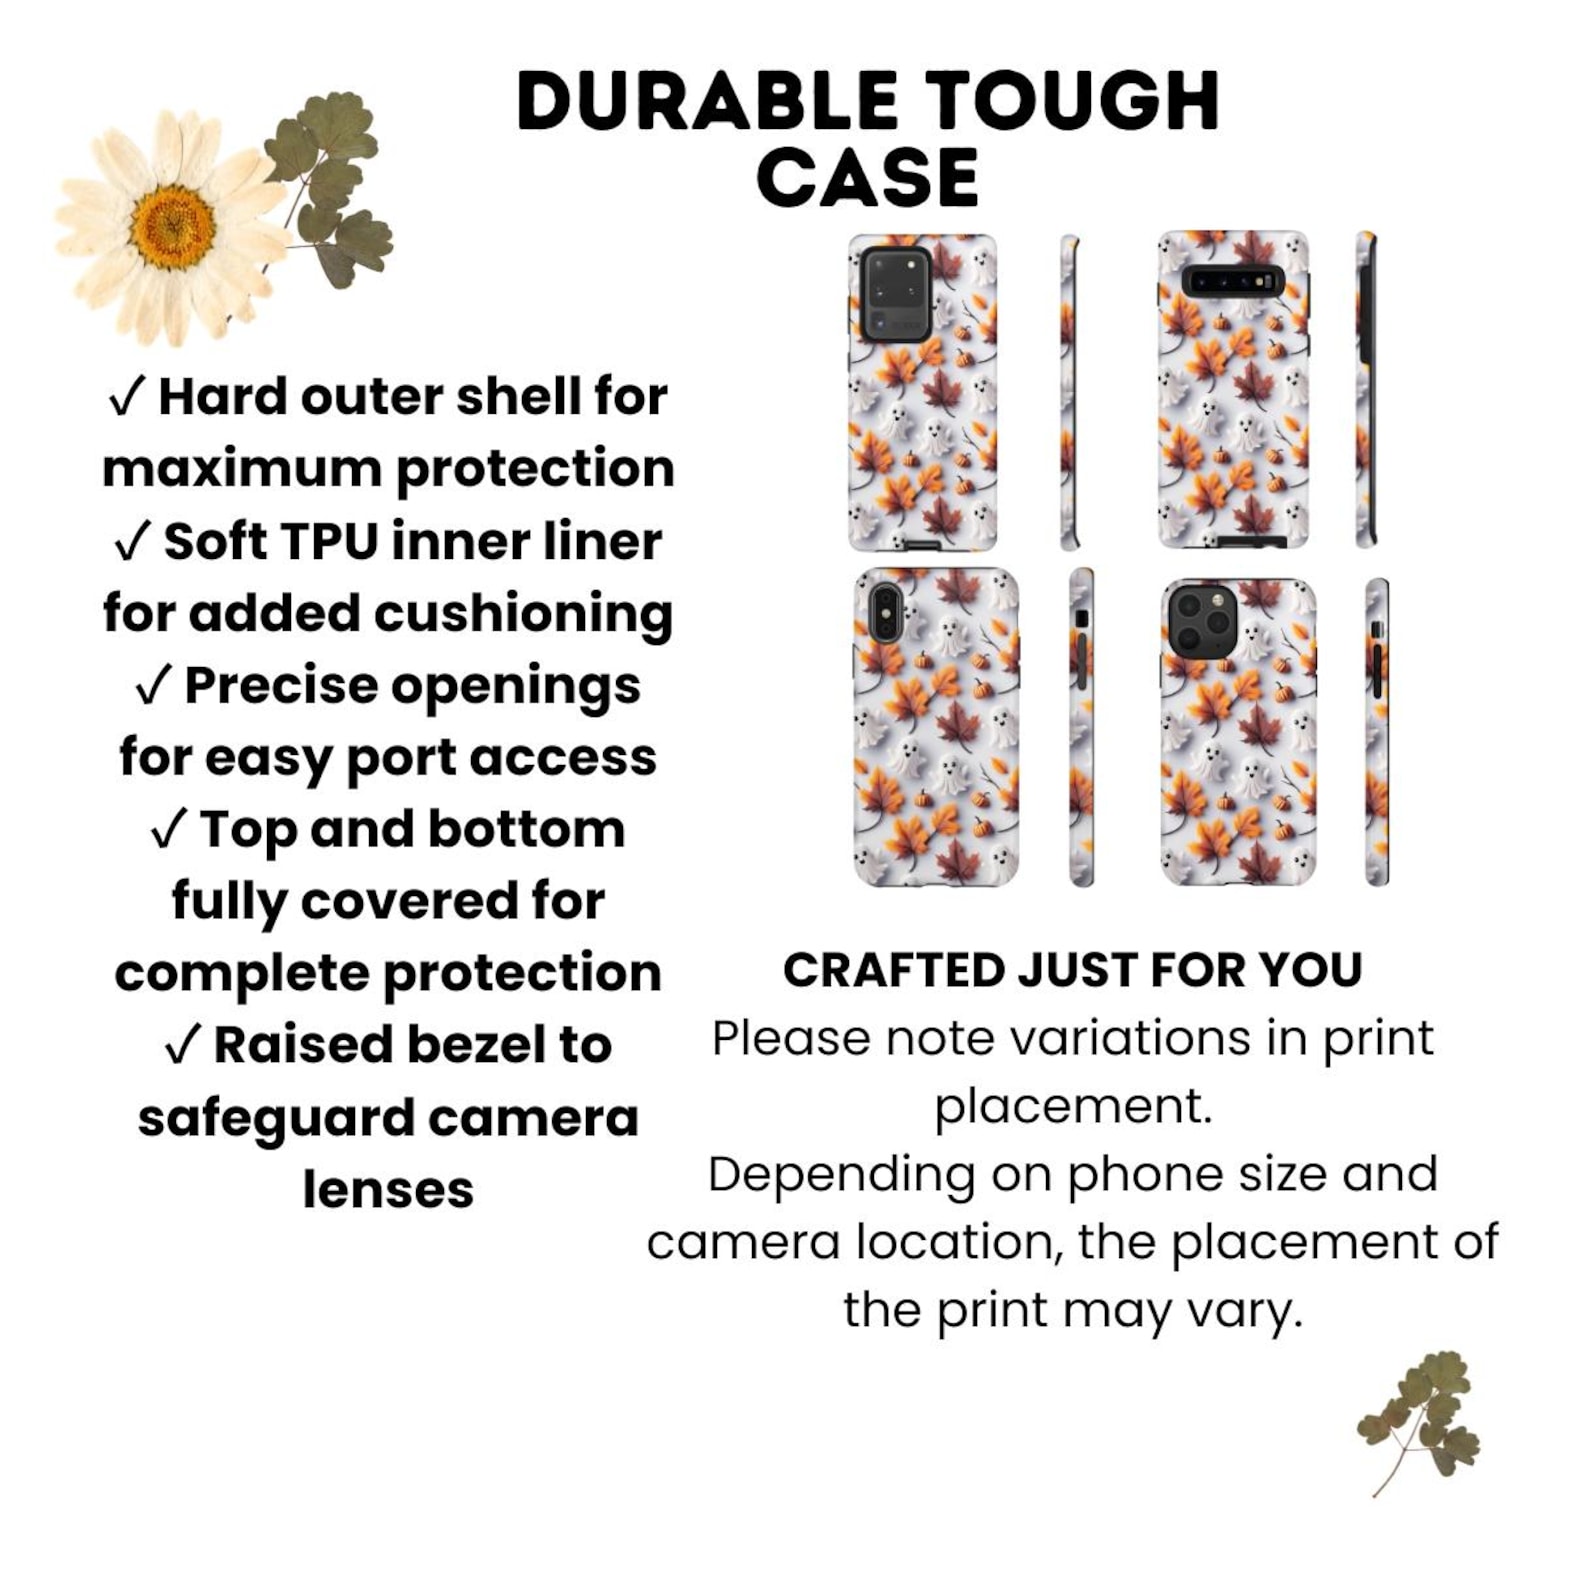 DURABLE TOUGH
CASE
✓ Hard outer shell for
maximum protection
✓ Soft TPU inner liner
for added cushioning
✓ Precise openings
for easy port access
✓ Top and bottom
fully covered for
complete protection
✓ Raised bezel to
safeguard camera
lenses
CRAFTED JUST FOR YOU
Please note variations in print
placement.
Depending on phone size and
camera location, the placement of
the print may vary.